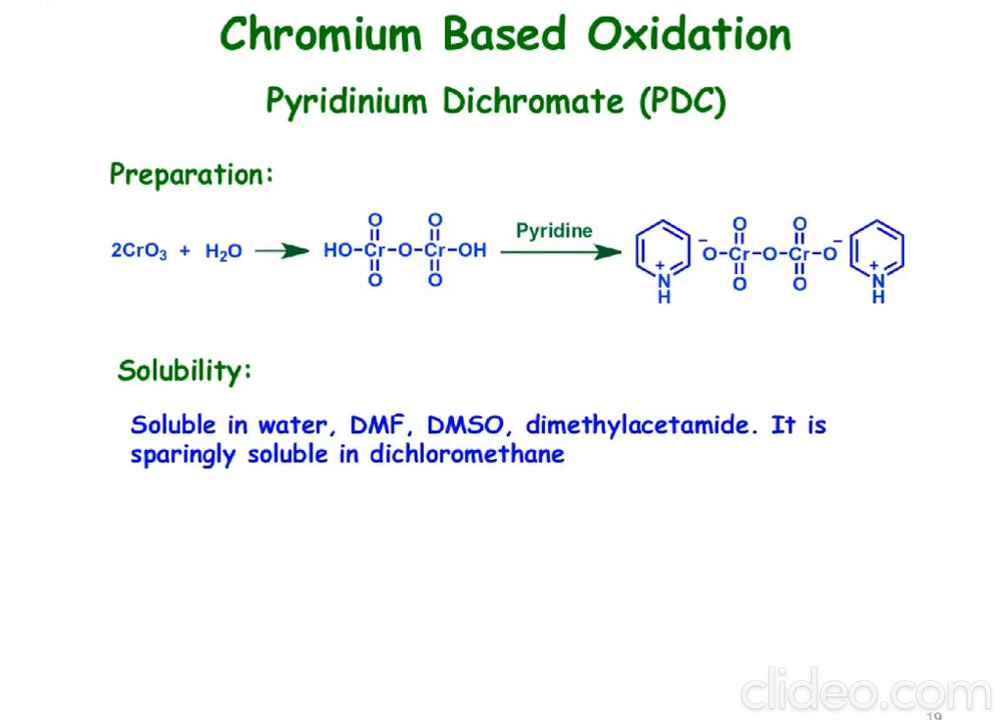 Chromium Based Oxidation
Pyridinium Dichromate (PDC)
Preparation:
2CrO₃ + H₂O
HO-Cr-O-Cr-OH
O O
O O
Pyridine
⁻O-Cr-O-Cr-O⁻
O O
O O
+
N
H
+
N
H
Solubility:
Soluble in water, DMF, DMSO, dimethylacetamide. It is
sparingly soluble in dichloromethane
clideo.com
19